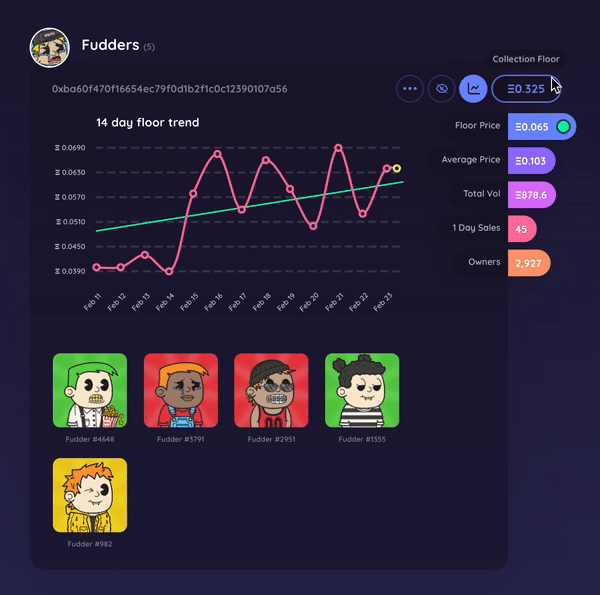 Fudders (5)
Collection Floor
0xba60f470f16654ec79f0d1b2f1c0c12390107a56
Ξ0.325
14 day floor trend
Floor Price Ξ0.065
Average Price Ξ0.103
Total Vol Ξ878.6
1 Day Sales 45
Owners 2,927
Ξ 0.0690
Ξ 0.0630
Ξ 0.0570
Ξ 0.0510
Ξ 0.0450
Ξ 0.0390
Feb 11 Feb 12 Feb 13 Feb 14 Feb 15 Feb 16 Feb 17 Feb 18 Feb 19 Feb 20 Feb 21 Feb 22 Feb 23
Fudder #4648 Fudder #3791 Fudder #2951 Fudder #1355
Fudder #982